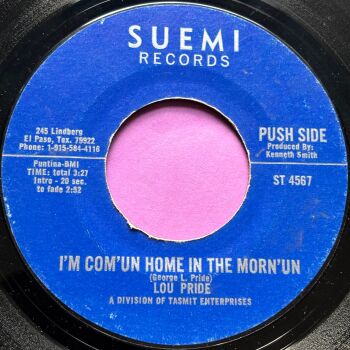 SUEMI
RECORDS
245 Lindberg
El Paso, Tex. 79922
Phone: 1-915-584-4116
PUSH SIDE
Produced By:
Kenneth Smith
Puntina-BMI
TIME: total 3:27
Intro - 20 sec.
to fade 2:52
ST 4567
I'M COM'UN HOME IN THE MORN'UN
(George L. Pride)
LOU PRIDE
A DIVISION OF TASMIT ENTERPRISES